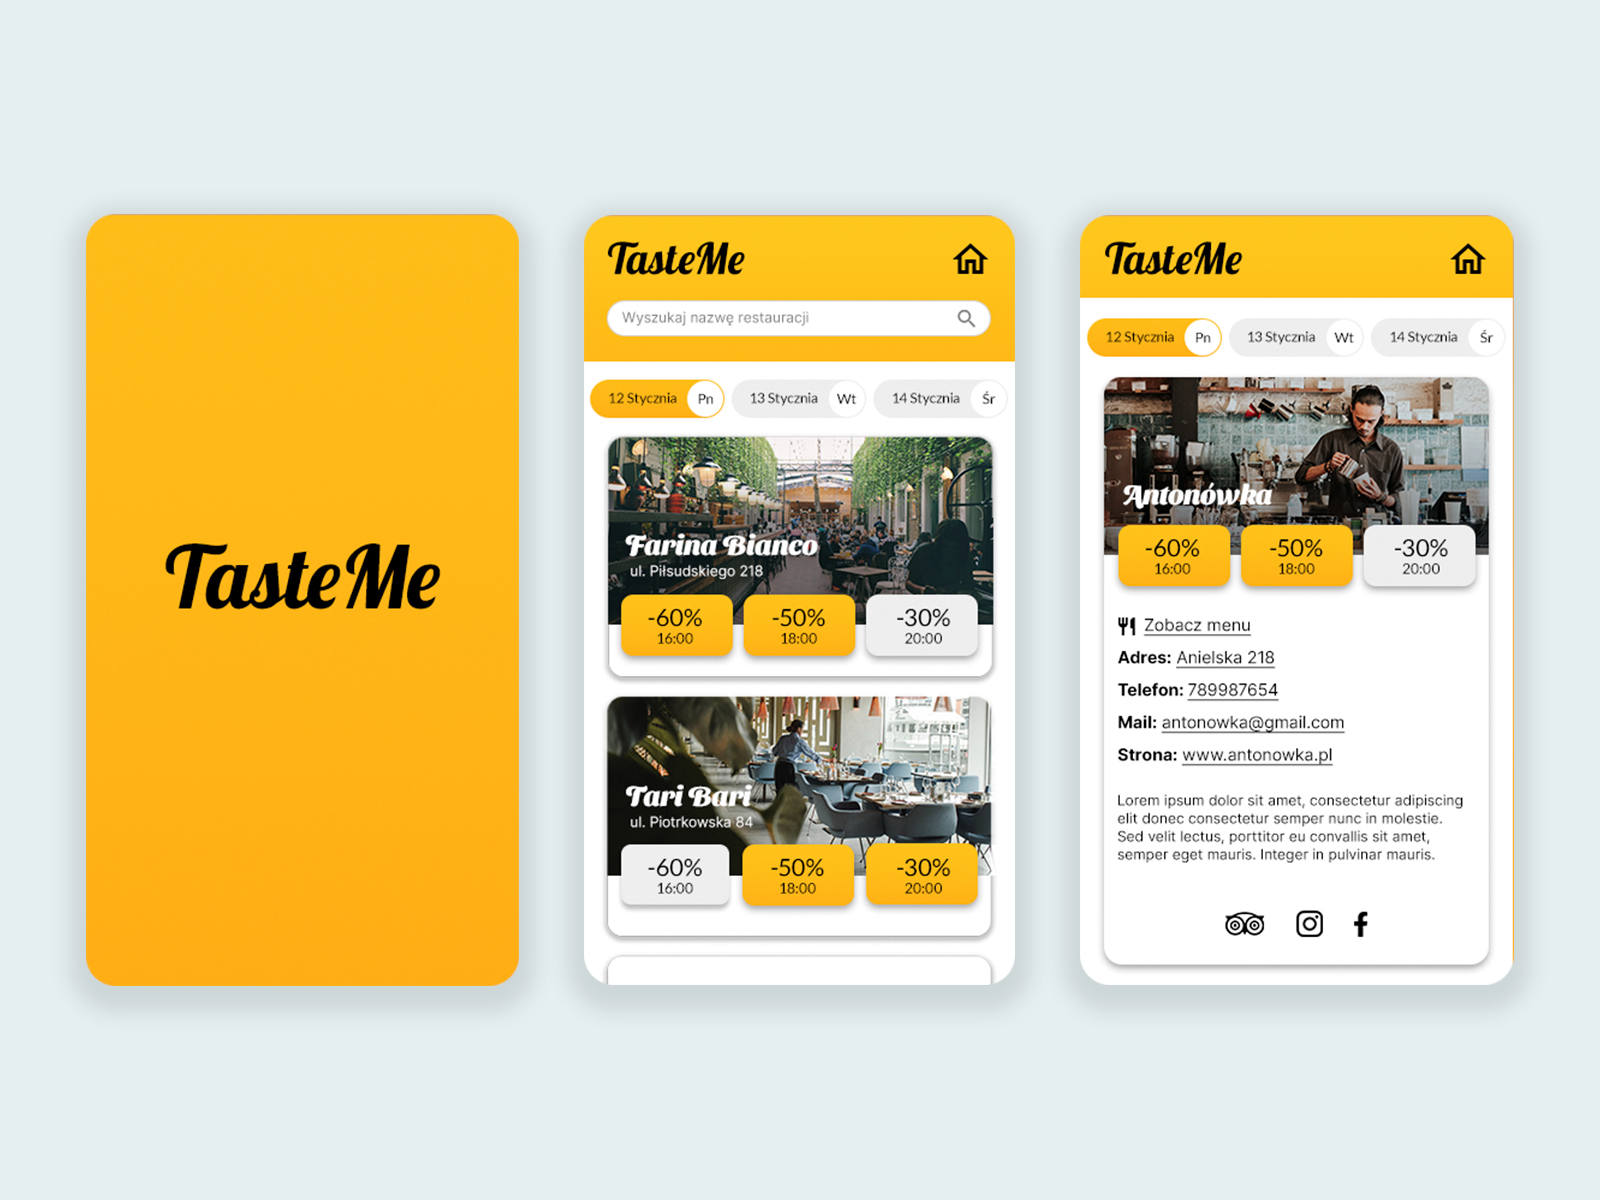 TasteMe
TasteMe
Wyszukaj nazwę restauracji
12 Stycznia Pn 13 Stycznia Wt 14 Stycznia Śr
Farina Bianco
ul. Piłsudskiego 218
-60% -50% -30%
16:00 18:00 20:00
Tari Bari
ul. Piotrkowska 84
-60% -50% -30%
16:00 18:00 20:00
TasteMe
12 Stycznia Pn 13 Stycznia Wt 14 Stycznia Śr
Antonówka
-60% -50% -30%
16:00 18:00 20:00
Zobacz menu
Adres: Anielska 218
Telefon: 789987654
Mail: antonowka@gmail.com
Strona: www.antonowka.pl
Lorem ipsum dolor sit amet, consectetur adipiscing
elit donec consectetur semper nunc in molestie.
Sed velit lectus, porttitor eu convallis sit amet,
semper eget mauris. Integer in pulvinar mauris.